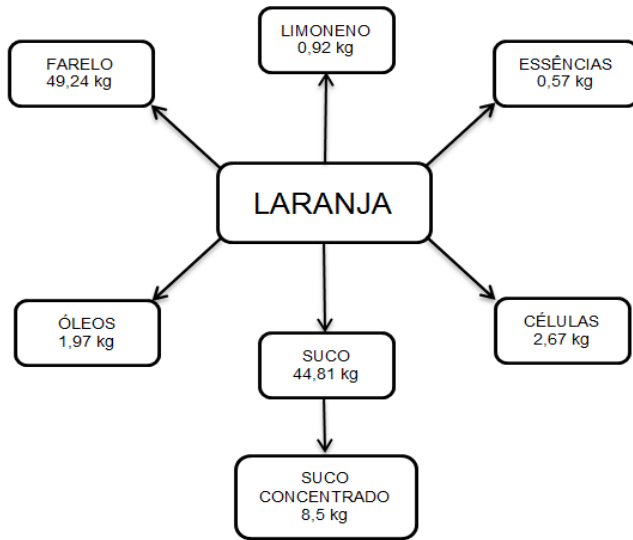 LIMONENO
0,92 kg
FARELO
49,24 kg
ESSÊNCIAS
0,57 kg
LARANJA
ÓLEOS
1,97 kg
SUCO
44,81 kg
CÉLULAS
2,67 kg
SUCO
CONCENTRADO
8,5 kg